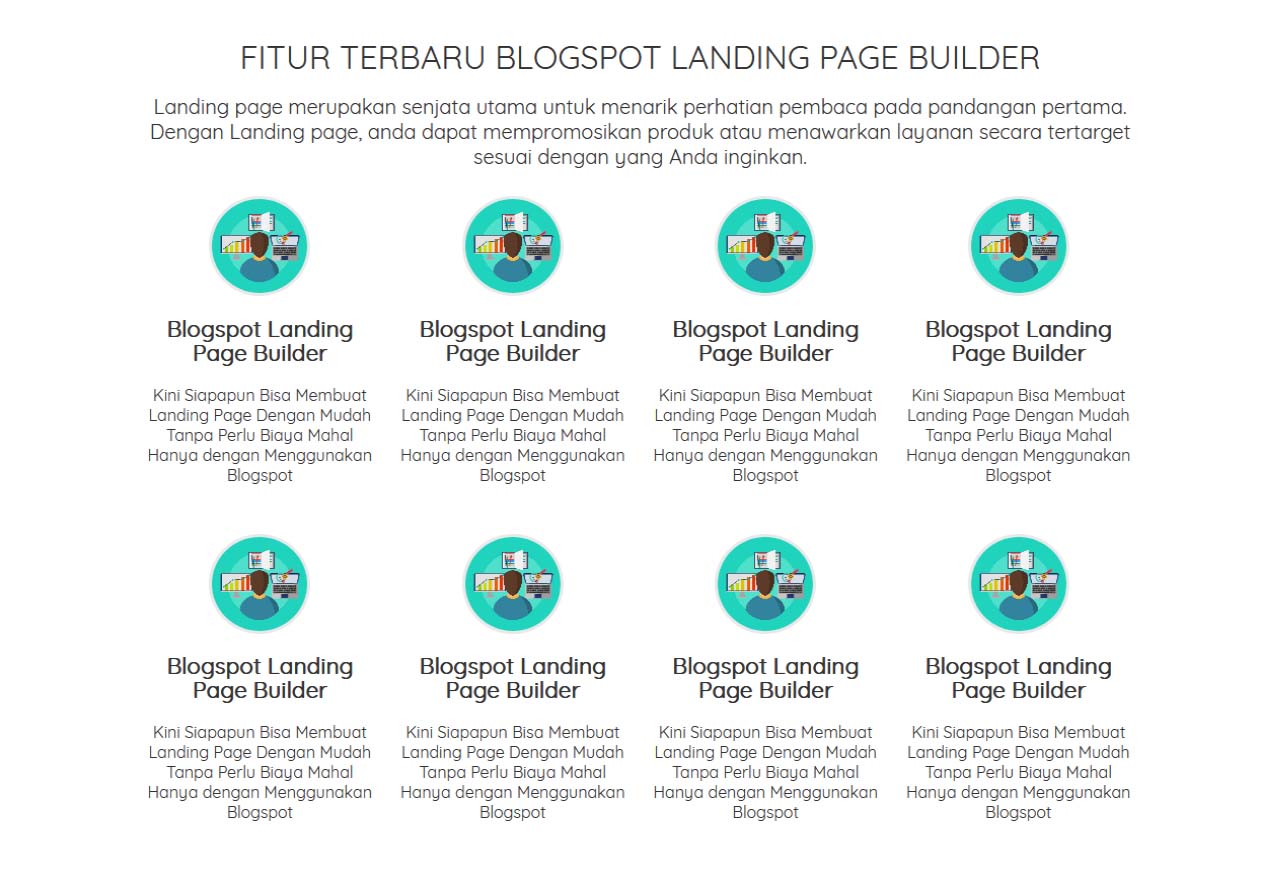 FITUR TERBARU BLOGSPOT LANDING PAGE BUILDER
Landing page merupakan senjata utama untuk menarik perhatian pembaca pada pandangan pertama.
Dengan Landing page, anda dapat mempromosikan produk atau menawarkan layanan secara tertarget
sesuai dengan yang Anda inginkan.
Blogspot Landing
Page Builder
Kini Siapapun Bisa Membuat
Landing Page Dengan Mudah
Tanpa Perlu Biaya Mahal
Hanya dengan Menggunakan
Blogspot
Blogspot Landing
Page Builder
Kini Siapapun Bisa Membuat
Landing Page Dengan Mudah
Tanpa Perlu Biaya Mahal
Hanya dengan Menggunakan
Blogspot
Blogspot Landing
Page Builder
Kini Siapapun Bisa Membuat
Landing Page Dengan Mudah
Tanpa Perlu Biaya Mahal
Hanya dengan Menggunakan
Blogspot
Blogspot Landing
Page Builder
Kini Siapapun Bisa Membuat
Landing Page Dengan Mudah
Tanpa Perlu Biaya Mahal
Hanya dengan Menggunakan
Blogspot
Blogspot Landing
Page Builder
Kini Siapapun Bisa Membuat
Landing Page Dengan Mudah
Tanpa Perlu Biaya Mahal
Hanya dengan Menggunakan
Blogspot
Blogspot Landing
Page Builder
Kini Siapapun Bisa Membuat
Landing Page Dengan Mudah
Tanpa Perlu Biaya Mahal
Hanya dengan Menggunakan
Blogspot
Blogspot Landing
Page Builder
Kini Siapapun Bisa Membuat
Landing Page Dengan Mudah
Tanpa Perlu Biaya Mahal
Hanya dengan Menggunakan
Blogspot
Blogspot Landing
Page Builder
Kini Siapapun Bisa Membuat
Landing Page Dengan Mudah
Tanpa Perlu Biaya Mahal
Hanya dengan Menggunakan
Blogspot